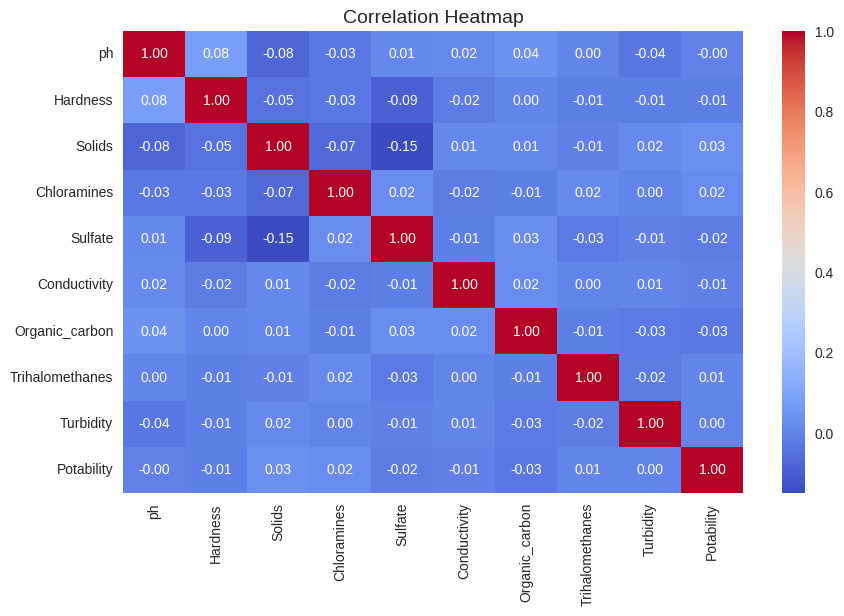 Correlation Heatmap
ph 1.00 0.08 -0.08 -0.03 0.01 0.02 0.04 0.00 -0.04 -0.00
Hardness 0.08 1.00 -0.05 -0.03 -0.09 -0.02 0.00 -0.01 -0.01 -0.01
Solids -0.08 -0.05 1.00 -0.07 -0.15 0.01 0.01 -0.01 0.02 0.03
Chloramines -0.03 -0.03 -0.07 1.00 0.02 -0.02 -0.01 0.02 0.00 0.02
Sulfate 0.01 -0.09 -0.15 0.02 1.00 -0.01 0.03 -0.03 -0.01 -0.02
Conductivity 0.02 -0.02 0.01 -0.02 -0.01 1.00 0.02 0.00 0.01 -0.01
Organic_carbon 0.04 0.00 0.01 -0.01 0.03 0.02 1.00 -0.01 -0.03 -0.03
Trihalomethanes 0.00 -0.01 -0.01 0.02 -0.03 0.00 -0.01 1.00 -0.02 0.01
Turbidity -0.04 -0.01 0.02 0.00 -0.01 0.01 -0.03 -0.02 1.00 0.00
Potability -0.00 -0.01 0.03 0.02 -0.02 -0.01 -0.03 0.01 0.00 1.00
ph
Hardness
Solids
Chloramines
Sulfate
Conductivity
Organic_carbon
Trihalomethanes
Turbidity
Potability
1.0
0.8
0.6
0.4
0.2
0.0